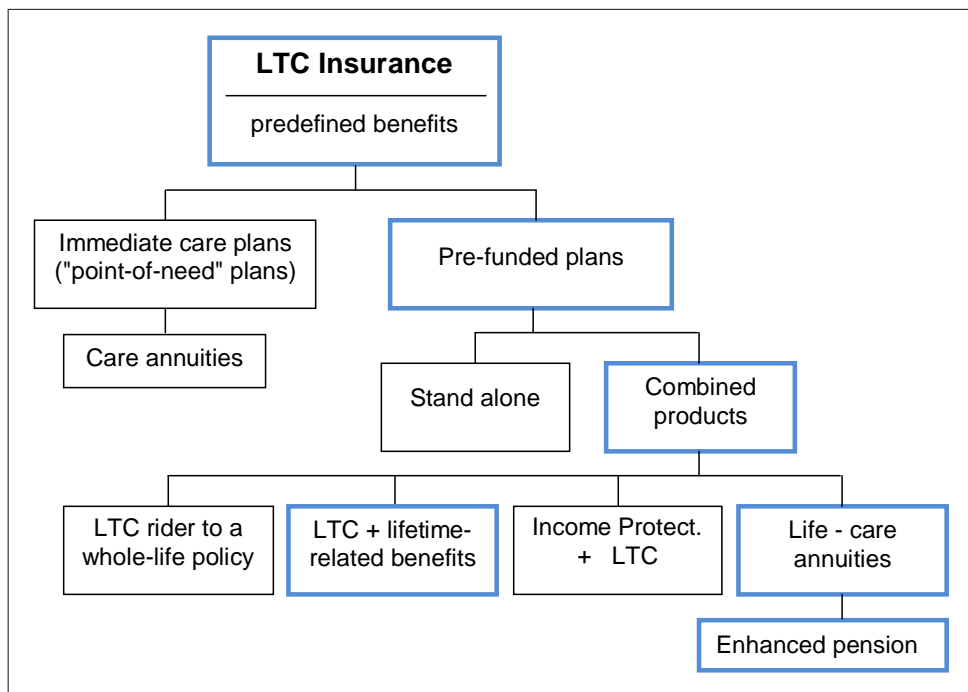 LTC Insurance
predefined benefits
Immediate care plans
("point-of-need" plans)
Pre-funded plans
Care annuities
Stand alone
Combined
products
LTC rider to a
whole-life policy
LTC + lifetime-
related benefits
Income Protect.
+ LTC
Life - care
annuities
Enhanced pension